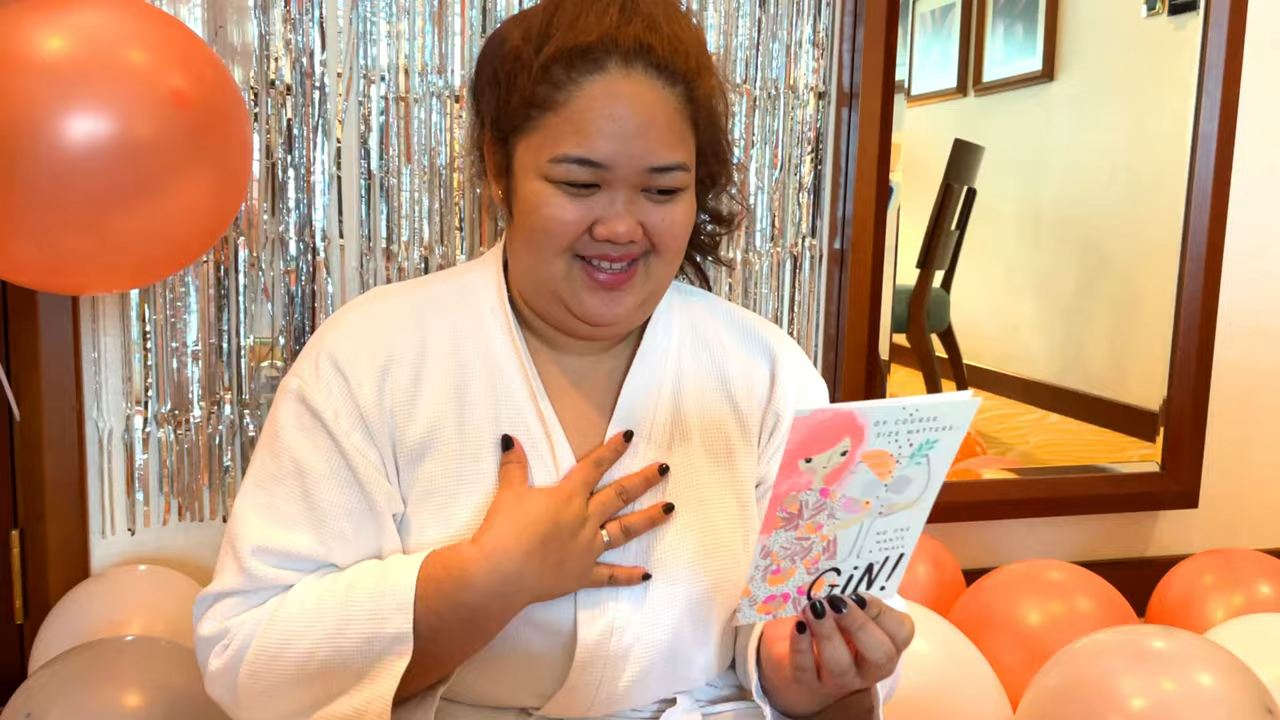 OF COURSE
SIZE MATTERS
NO ONE
WANTS
A SMALL
GiN!